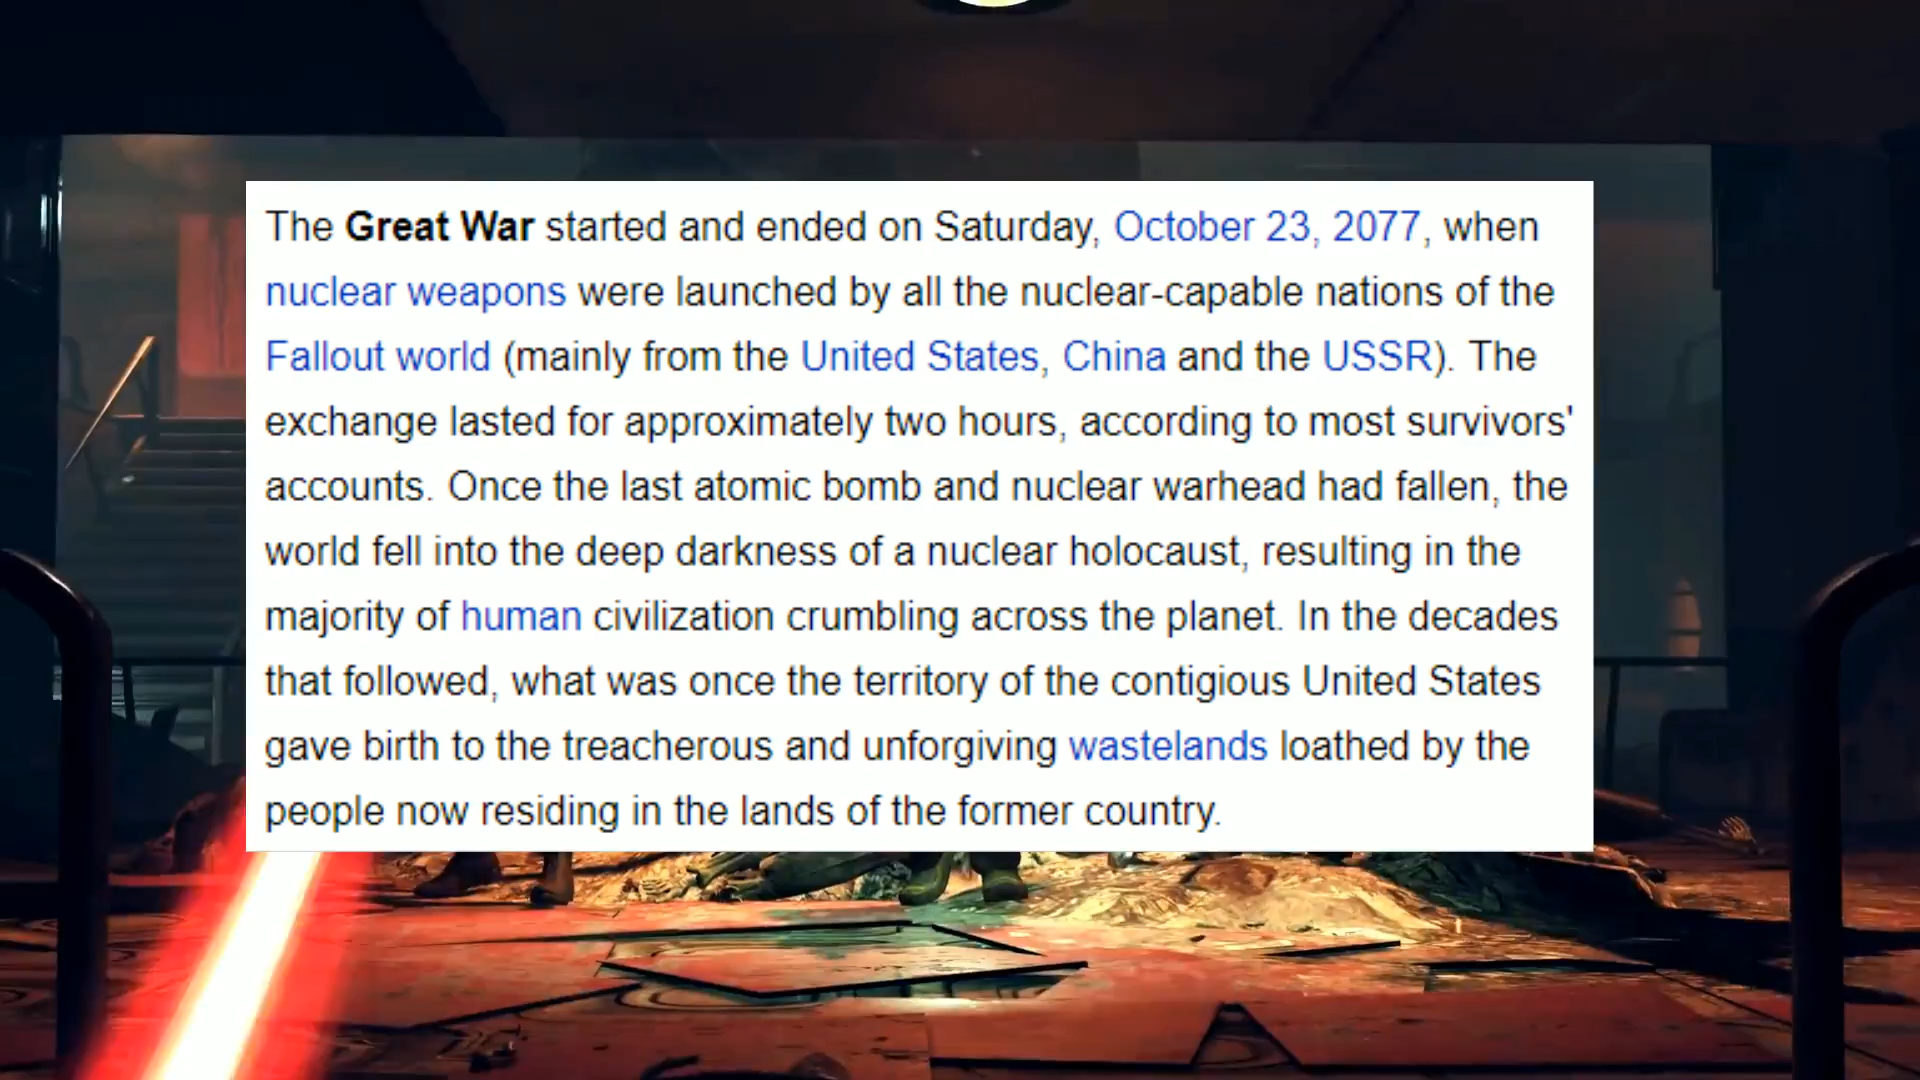 The Great War started and ended on Saturday, October 23, 2077, when
nuclear weapons were launched by all the nuclear-capable nations of the
Fallout world (mainly from the United States, China and the USSR). The
exchange lasted for approximately two hours, according to most survivors'
accounts. Once the last atomic bomb and nuclear warhead had fallen, the
world fell into the deep darkness of a nuclear holocaust, resulting in the
majority of human civilization crumbling across the planet. In the decades
that followed, what was once the territory of the contigious United States
gave birth to the treacherous and unforgiving wastelands loathed by the
people now residing in the lands of the former country.